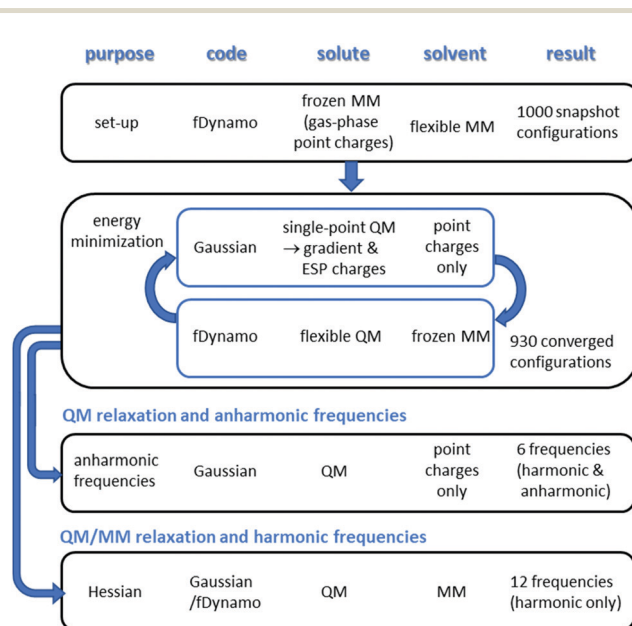 purpose code solute solvent result
set-up fDynamo frozen MM (gas-phase point charges) flexible MM 1000 snapshot configurations
energy minimization
Gaussian single-point QM → gradient & ESP charges point charges only
fDynamo flexible QM frozen MM
930 converged configurations
QM relaxation and anharmonic frequencies
anharmonic frequencies Gaussian QM point charges only 6 frequencies (harmonic & anharmonic)
QM/MM relaxation and harmonic frequencies
Hessian Gaussian /fDynamo QM MM 12 frequencies (harmonic only)